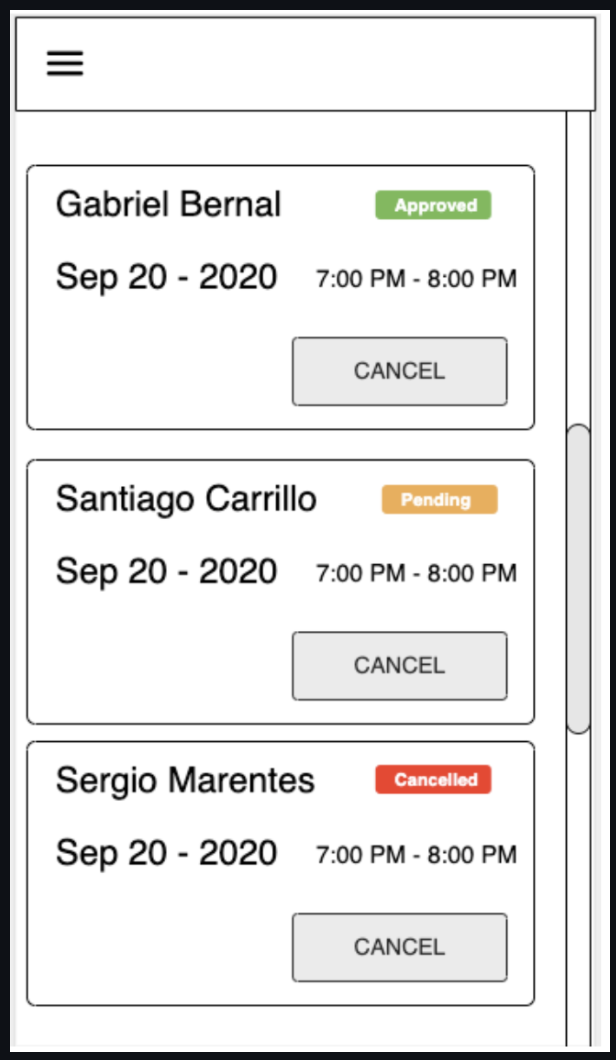 Gabriel Bernal Approved
Sep 20 - 2020 7:00 PM - 8:00 PM
CANCEL
Santiago Carrillo Pending
Sep 20 - 2020 7:00 PM - 8:00 PM
CANCEL
Sergio Marentes Cancelled
Sep 20 - 2020 7:00 PM - 8:00 PM
CANCEL